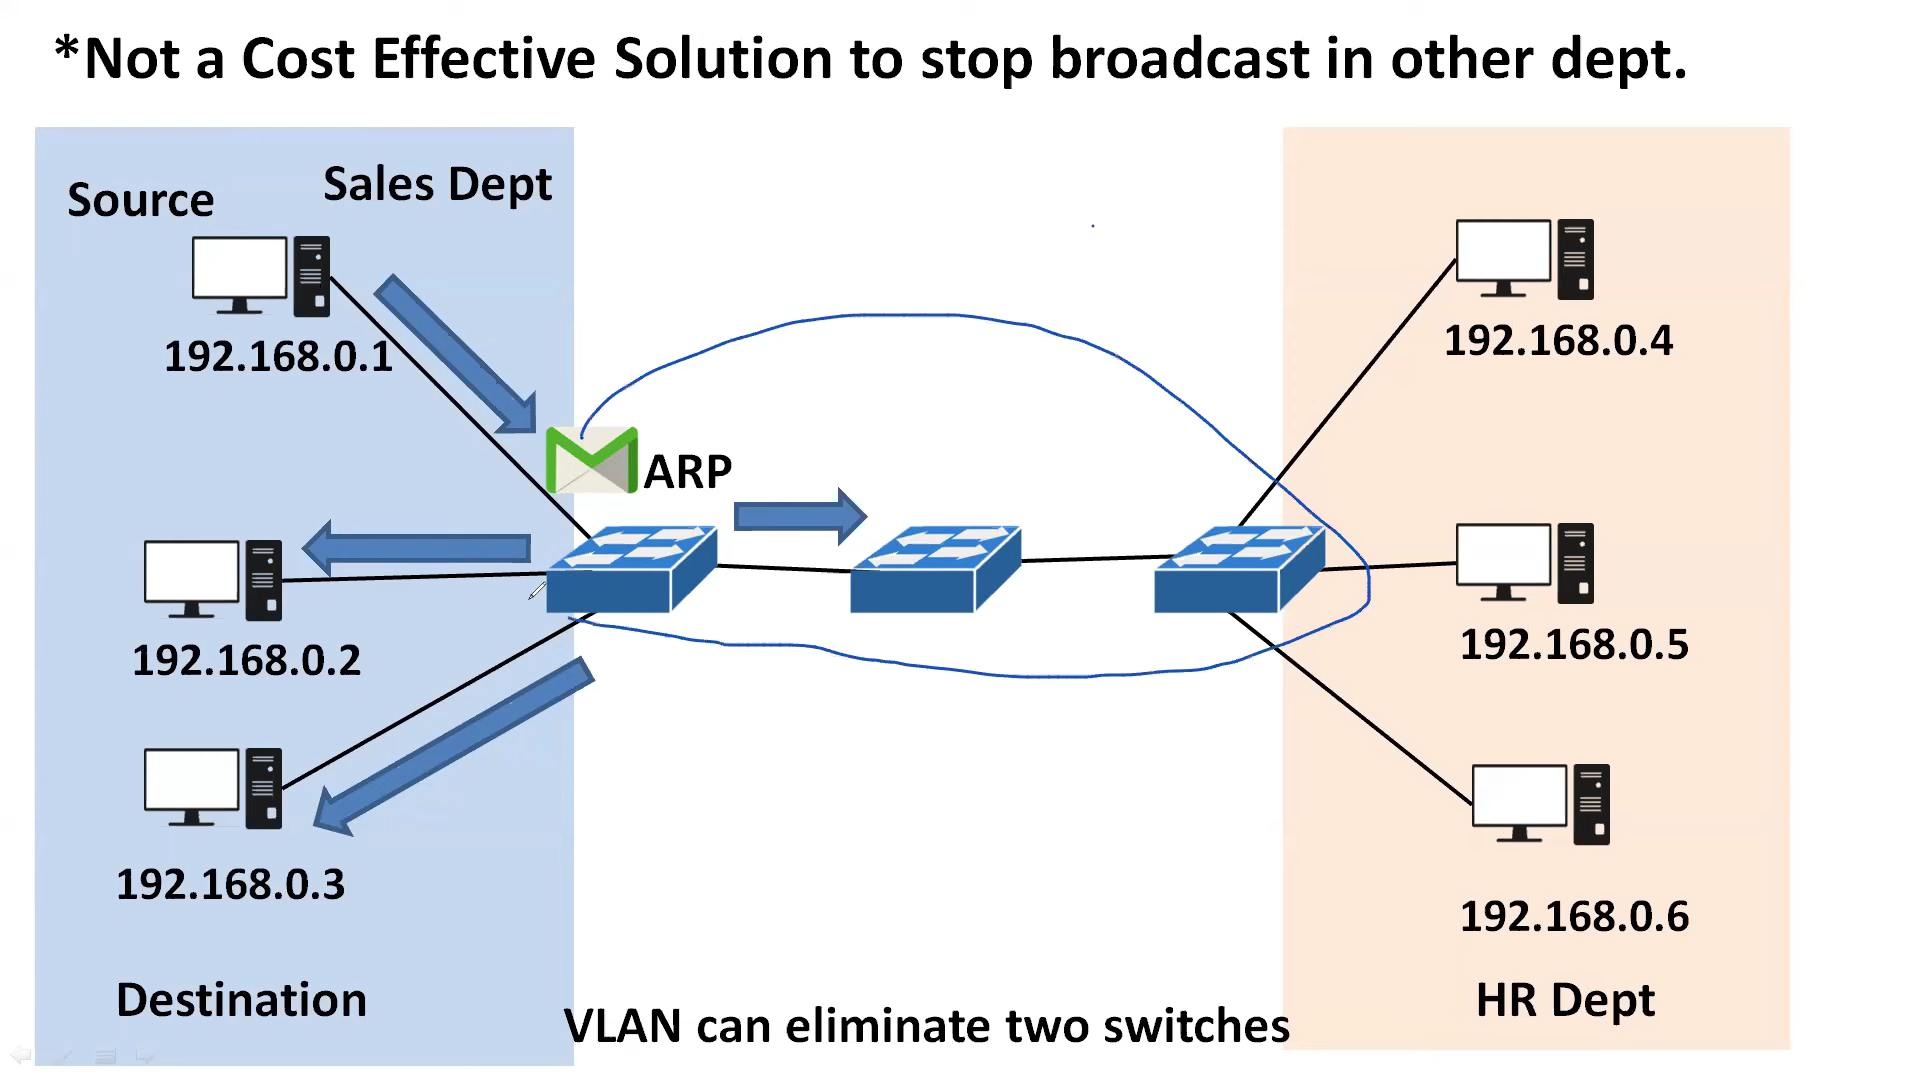 *Not a Cost Effective Solution to stop broadcast in other dept.
Source
Sales Dept
192.168.0.1
192.168.0.4
ARP
192.168.0.2
192.168.0.5
192.168.0.3
192.168.0.6
Destination
HR Dept
VLAN can eliminate two switches